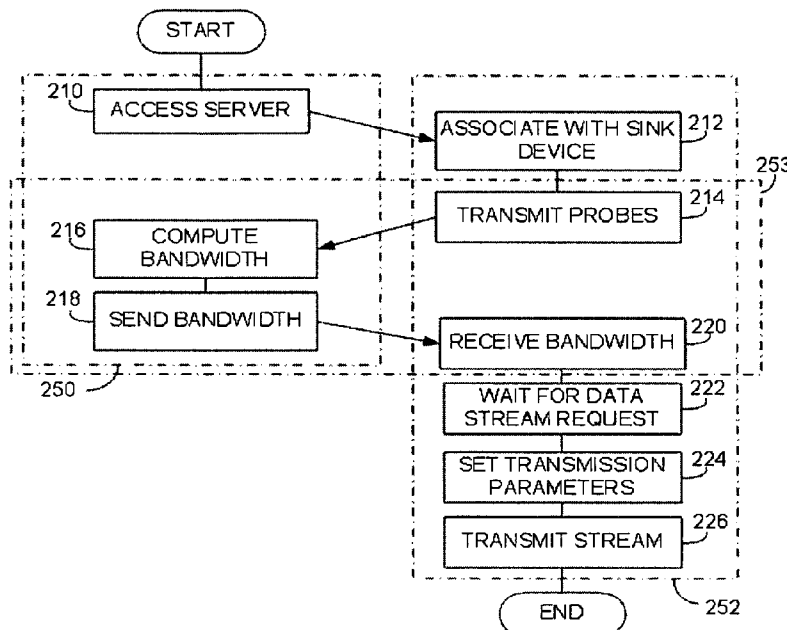 START
210
ACCESS SERVER
ASSOCIATE WITH SINK
DEVICE
212
253
TRANSMIT PROBES
214
216
COMPUTE
BANDWIDTH
218
SEND BANDWIDTH
RECEIVE BANDWIDTH
220
250
WAIT FOR DATA
STREAM REQUEST
222
SET TRANSMISSION
PARAMETERS
224
TRANSMIT STREAM
226
252
END